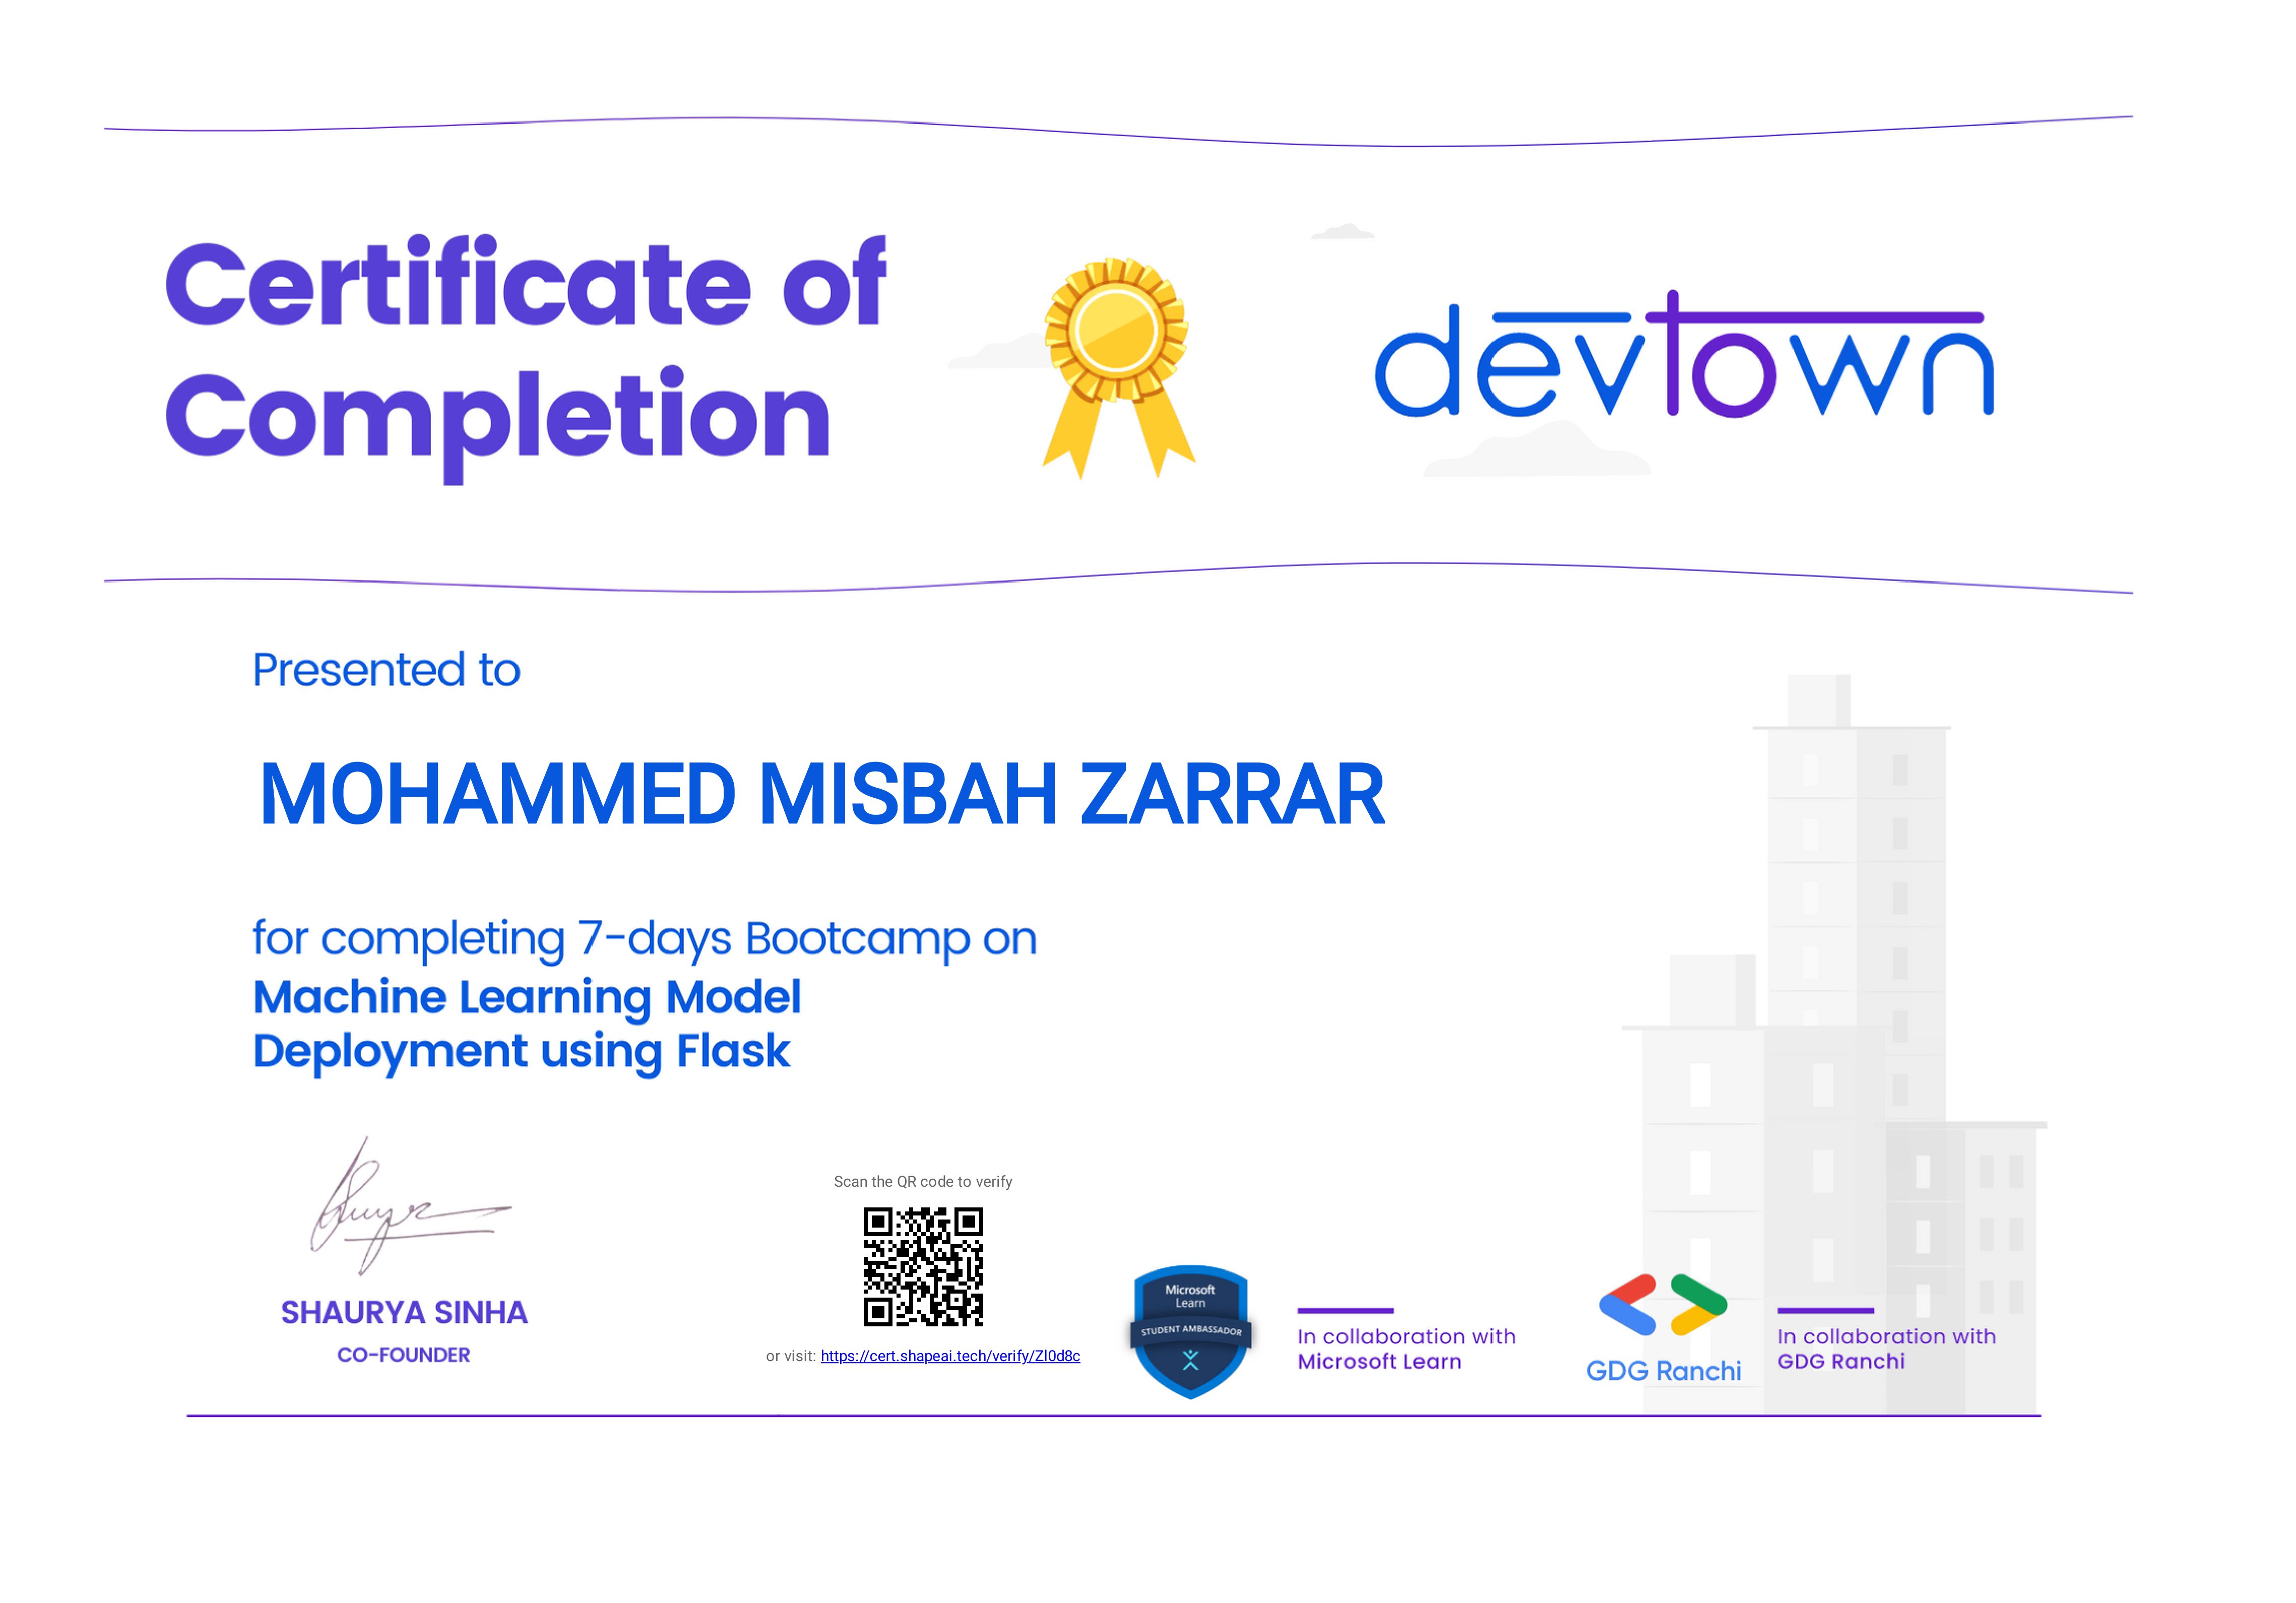 Certificate of
Completion
devtown
Presented to
MOHAMMED MISBAH ZARRAR
for completing 7-days Bootcamp on
Machine Learning Model
Deployment using Flask
SHAURYA SINHA
CO-FOUNDER
Scan the QR code to verify
or visit: https://cert.shapeai.tech/verify/Zl0d8c
Microsoft
Learn
STUDENT AMBASSADOR
In collaboration with
Microsoft Learn
GDG Ranchi
In collaboration with
GDG Ranchi